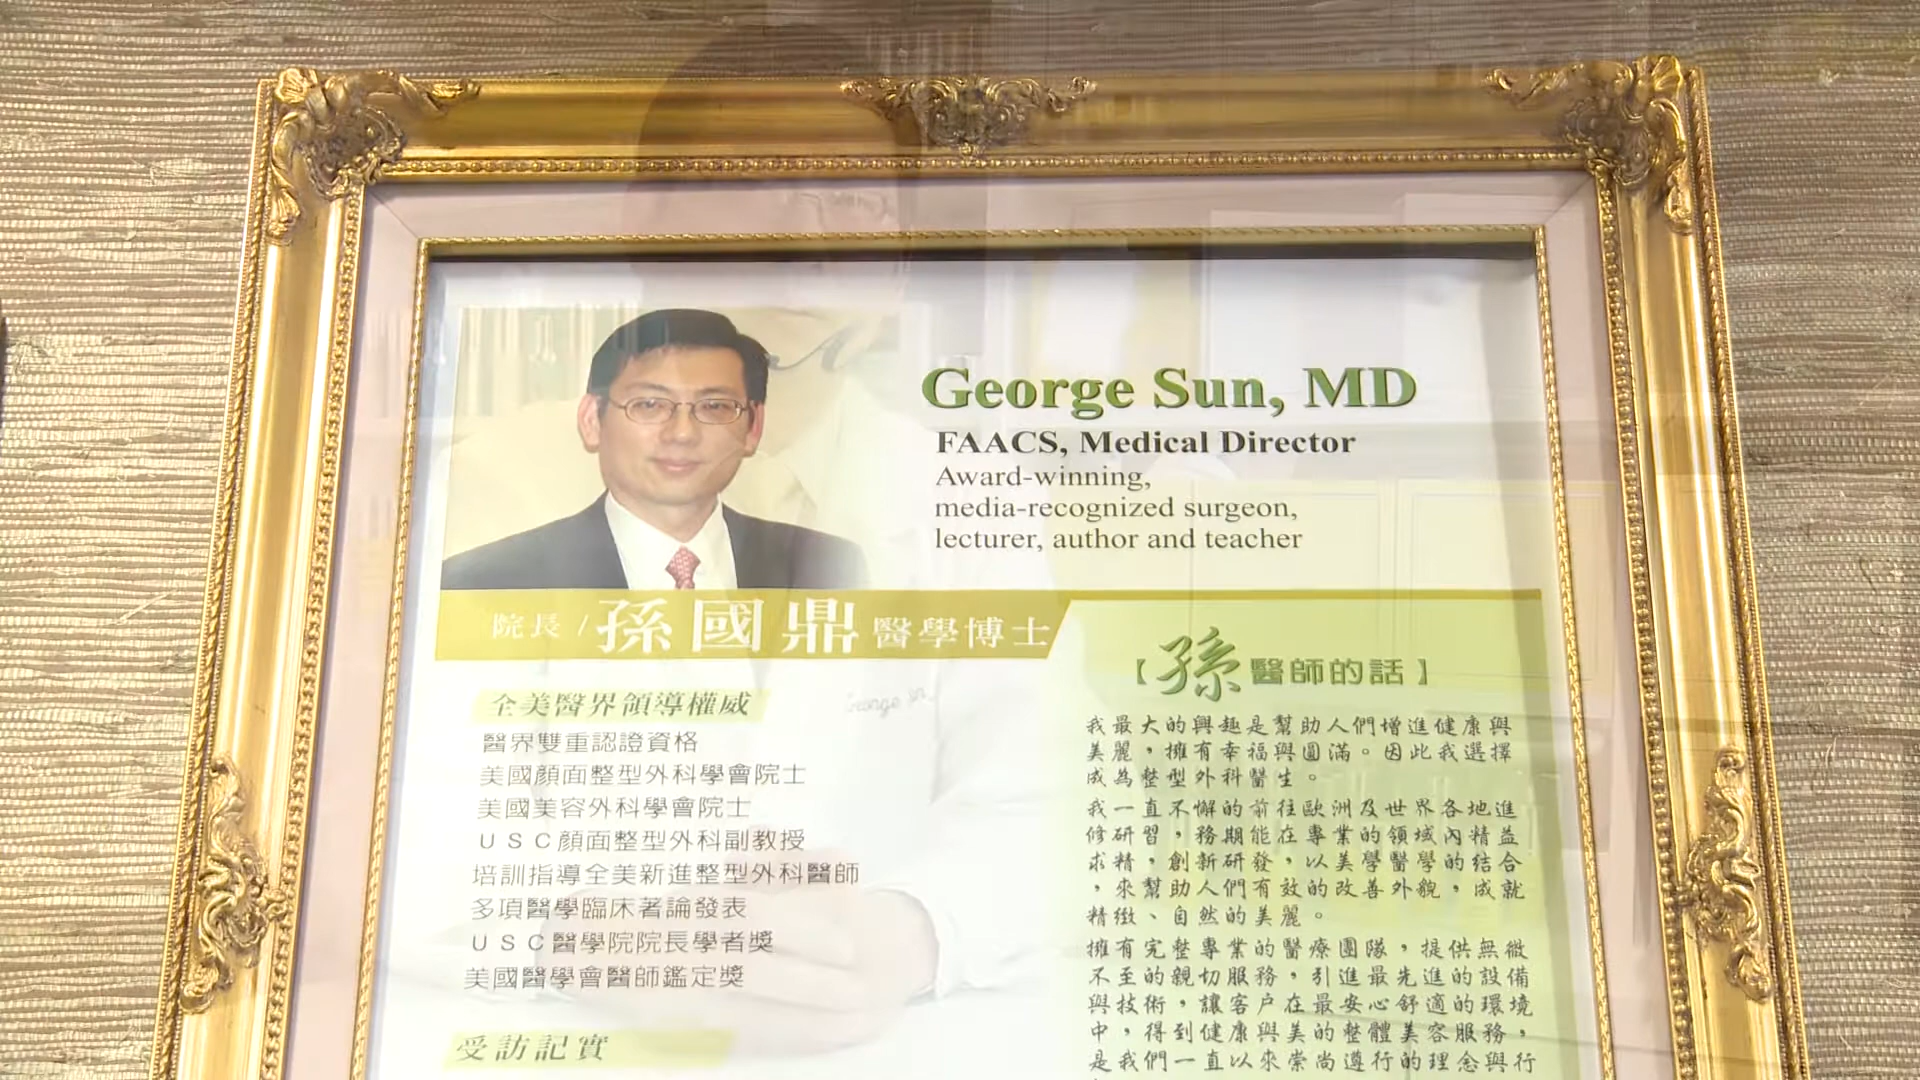 George Sun, MD
FAACS, Medical Director
Award-winning,
media-recognized surgeon,
lecturer, author and teacher
院長 / 孫國鼎 醫學博士
全美醫界領導權威
醫界雙重認證資格
美國顏面整型外科學會院士
美國美容外科學會院士
USC顏面整型外科副教授
培訓指導全美新進整型外科醫師
多項醫學臨床著論發表
USC醫學院院長學者獎
美國醫學會醫師鑑定獎
受訪記實
【孫醫師的話】
我最大的興趣是幫助人們增進健康與
美麗，擁有幸福與圓滿。因此我選擇
成為整型外科醫生。
我一直不懈的前往歐洲及世界各地進
修研習，務期能在專業的領域內精益
求精，創新研發，以美學醫學的結合
，來幫助人們有效的改善外貌，成就
精緻、自然的美麗。
擁有完整專業的醫療團隊，提供無微
不至的親切服務，引進最先進的設備
與技術，讓客戶在最安心舒適的環境
中，得到健康與美的整體美容服務，
是我們一直以來崇尚遵行的理念與行
George Sun